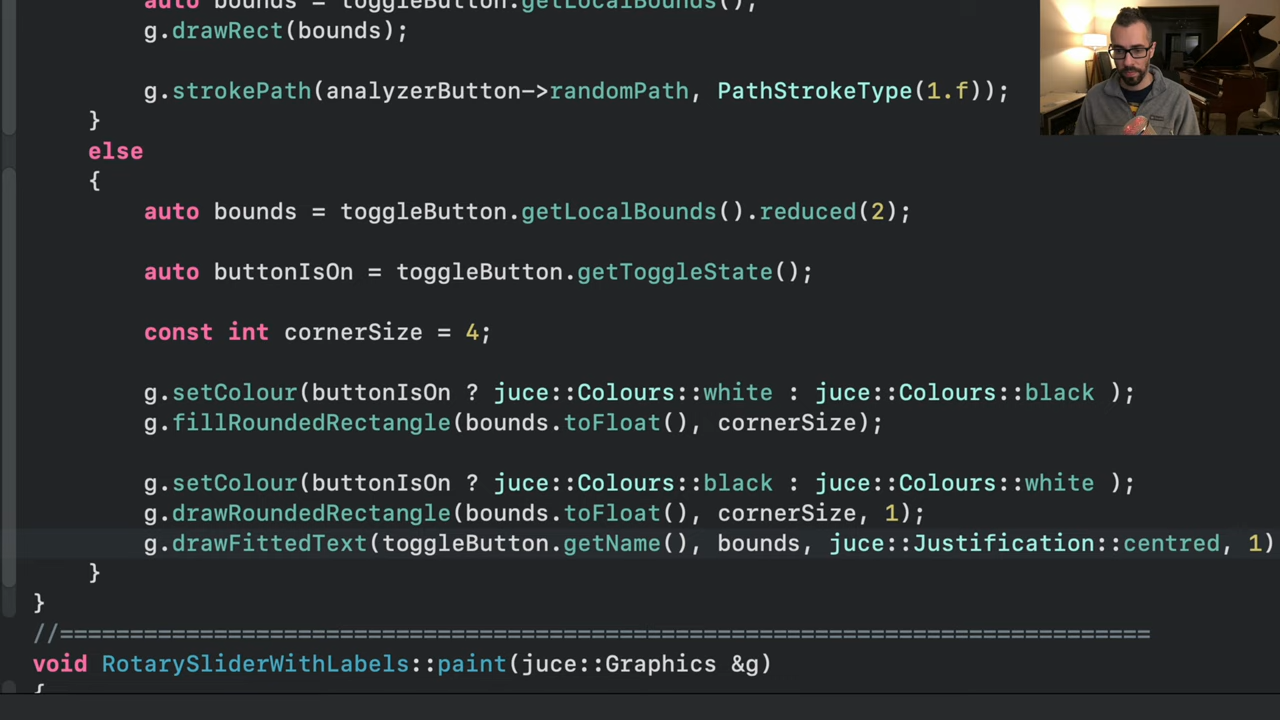 auto bounds = toggleButton.getLocalBounds();
g.drawRect(bounds);
g.strokePath(analyzerButton->randomPath, PathStrokeType(1.f));
}
else
{
auto bounds = toggleButton.getLocalBounds().reduced(2);
auto buttonIsOn = toggleButton.getToggleState();
const int cornerSize = 4;
g.setColour(buttonIsOn ? juce::Colours::white : juce::Colours::black );
g.fillRoundedRectangle(bounds.toFloat(), cornerSize);
g.setColour(buttonIsOn ? juce::Colours::black : juce::Colours::white );
g.drawRoundedRectangle(bounds.toFloat(), cornerSize, 1);
g.drawFittedText(toggleButton.getName(), bounds, juce::Justification::centred, 1)
}
}
//==============================================================================
void RotarySliderWithLabels::paint(juce::Graphics &g)
{